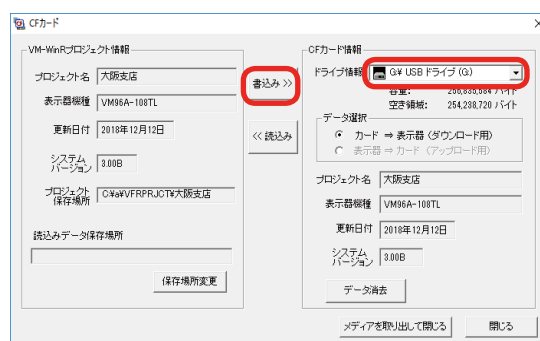 CFカード
VM-WinRプロジェクト情報
プロジェクト名 大阪支店
表示器機種 VM96A-108TL
更新日付 2018年12月12日
システム
バージョン 3.00B
プロジェクト
保存場所 C:¥a¥VFRPRJCT¥大阪支店
読込みデータ保存場所
保存場所変更
書込み >>
<< 読込み
CFカード情報
ドライブ情報 G:¥ USB ドライブ (G:)
容量: バイト
空き領域: 254,238,720 バイト
データ選択
カード ⇒ 表示器 (ダウンロード用)
表示器 ⇒ カード (アップロード用)
プロジェクト名 大阪支店
表示器機種 VM96A-108TL
更新日付 2018年12月12日
システム
バージョン 3.00B
データ消去
メディアを取り出して閉じる
閉じる